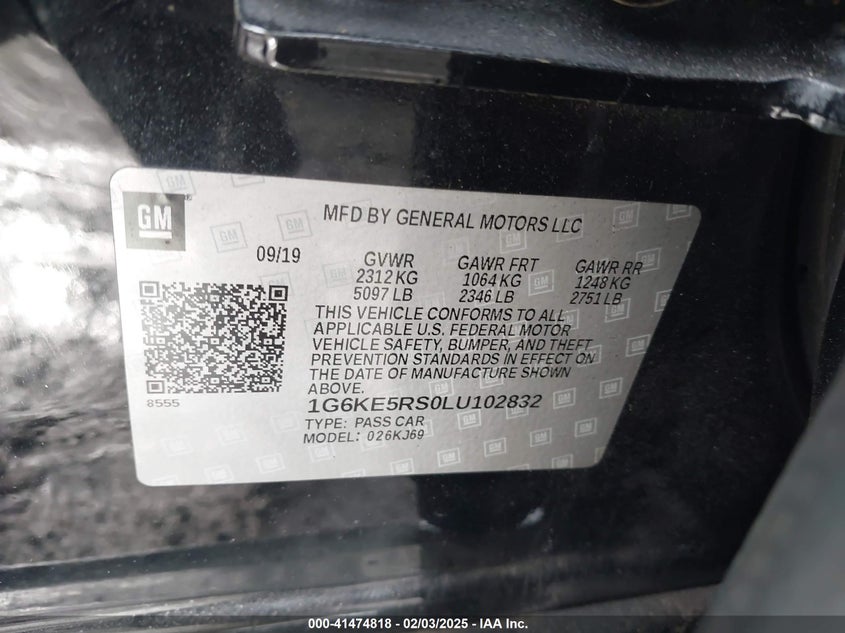 GM
MFD BY GENERAL MOTORS LLC
09/19
GVWR
2312 KG
5097 LB
GAWR FRT
1064 KG
2346 LB
GAWR RR
1248 KG
2751 LB
THIS VEHICLE CONFORMS TO ALL
APPLICABLE U.S. FEDERAL MOTOR
VEHICLE SAFETY, BUMPER, AND THEFT
PREVENTION STANDARDS IN EFFECT ON
THE DATE OF MANUFACTURE SHOWN
ABOVE.
8555
1G6KE5RS0LU102832
TYPE: PASS CAR
MODEL: 026KJ69
000-41474818 - 02/03/2025 - IAA Inc.